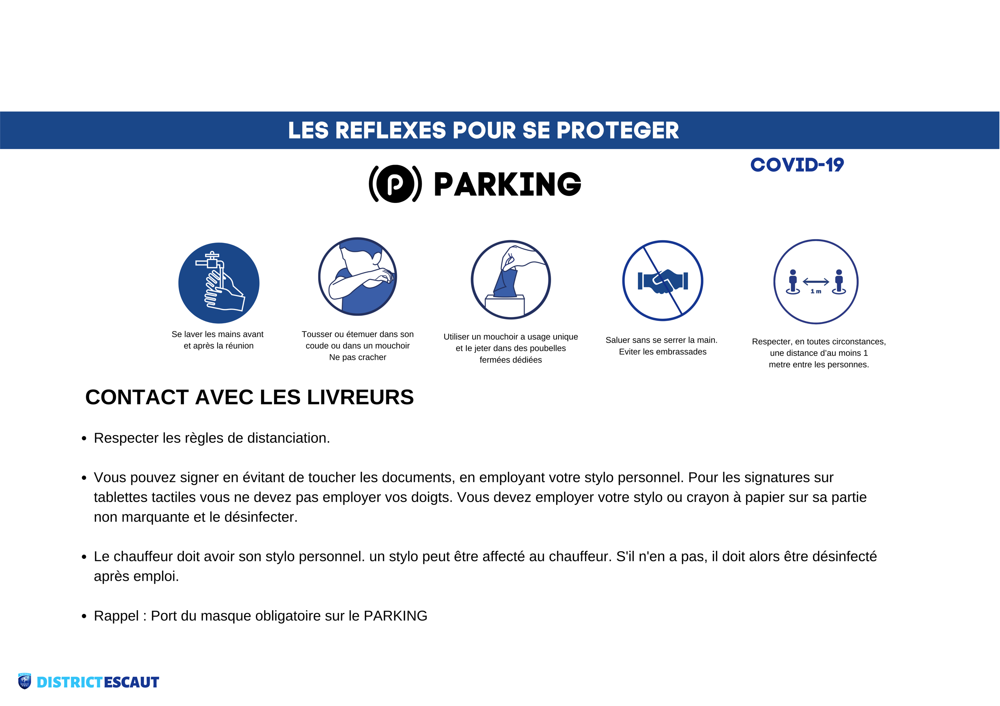 LES REFLEXES POUR SE PROTEGER
COVID-19
P PARKING
1 m
Se laver les mains avant
et après la réunion
Tousser ou étemuer dans son
coude ou dans un mouchoir
Ne pas cracher
Utiliser un mouchoir a usage unique
et Ie jeter dans des poubelles
fermées dédiées
Saluer sans se serrer la main.
Eviter les embrassades
Respecter, en toutes circonstances,
une distance d’au moins 1
metre entre les personnes.
CONTACT AVEC LES LIVREURS
• Respecter les règles de distanciation.
• Vous pouvez signer en évitant de toucher les documents, en employant votre stylo personnel. Pour les signatures sur
tablettes tactiles vous ne devez pas employer vos doigts. Vous devez employer votre stylo ou crayon à papier sur sa partie
non marquante et le désinfecter.
• Le chauffeur doit avoir son stylo personnel. un stylo peut être affecté au chauffeur. S'il n'en a pas, il doit alors être désinfecté
après emploi.
• Rappel : Port du masque obligatoire sur le PARKING
DISTRICTESCAUT